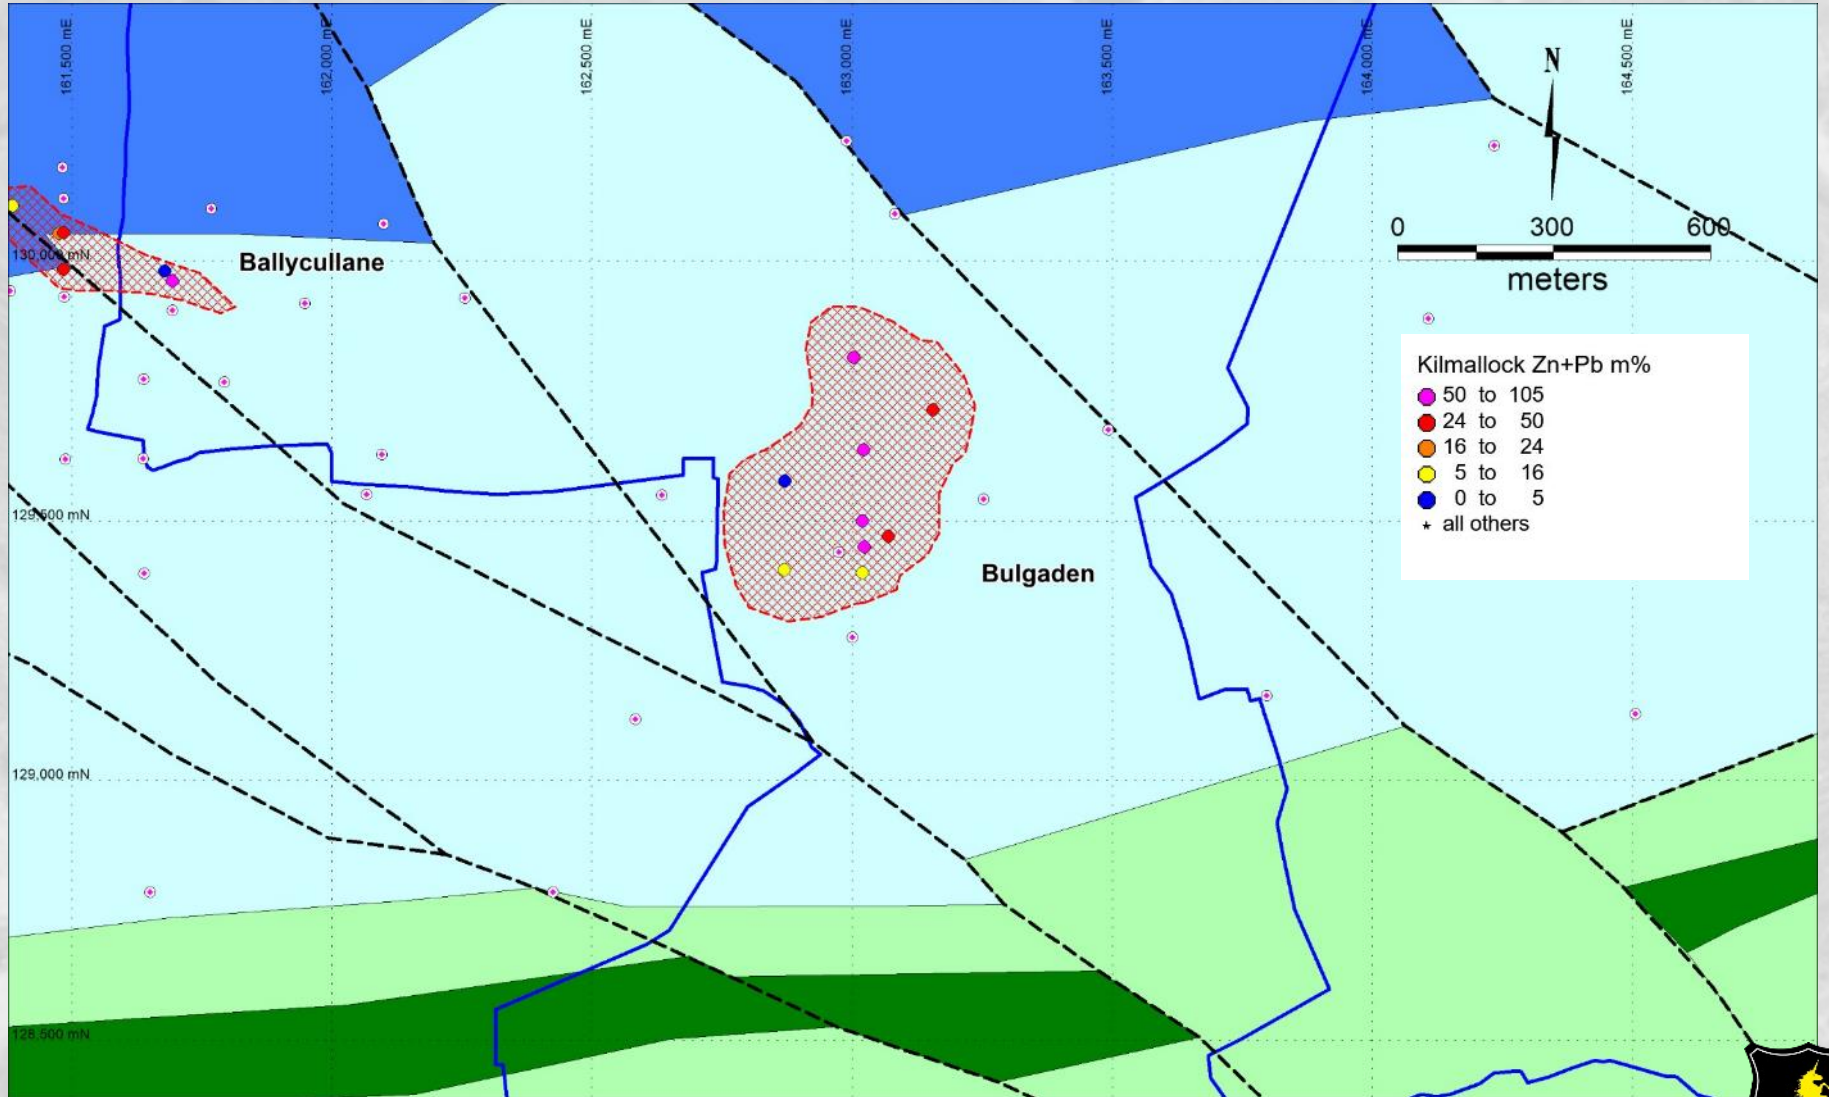 161,500 mE
162,000 mE
162,500 mE
163,000 mE
163,500 mE
164,000 mE
164,500 mE
N
0 300 600
meters
130,000 mN
Ballycullane
Kilmallock Zn+Pb m%
50 to 105
24 to 50
16 to 24
5 to 16
0 to 5
all others
129,500 mN
Bulgaden
129,000 mN
128,500 mN